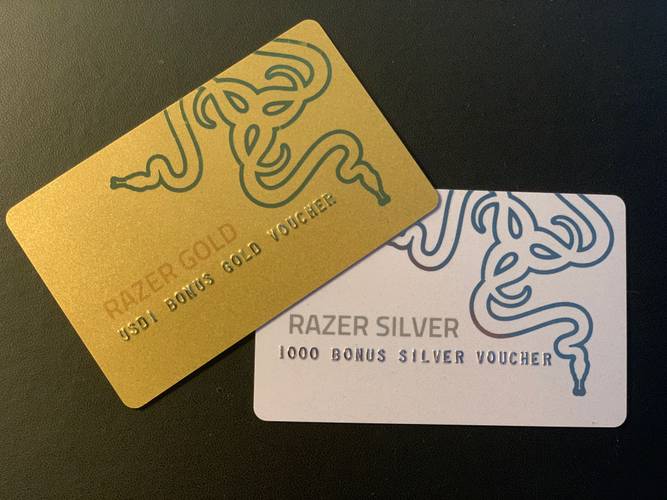 RAZER GOLD
USD1 BONUS GOLD VOUCHER
RAZER SILVER
1000 BONUS SILVER VOUCHER